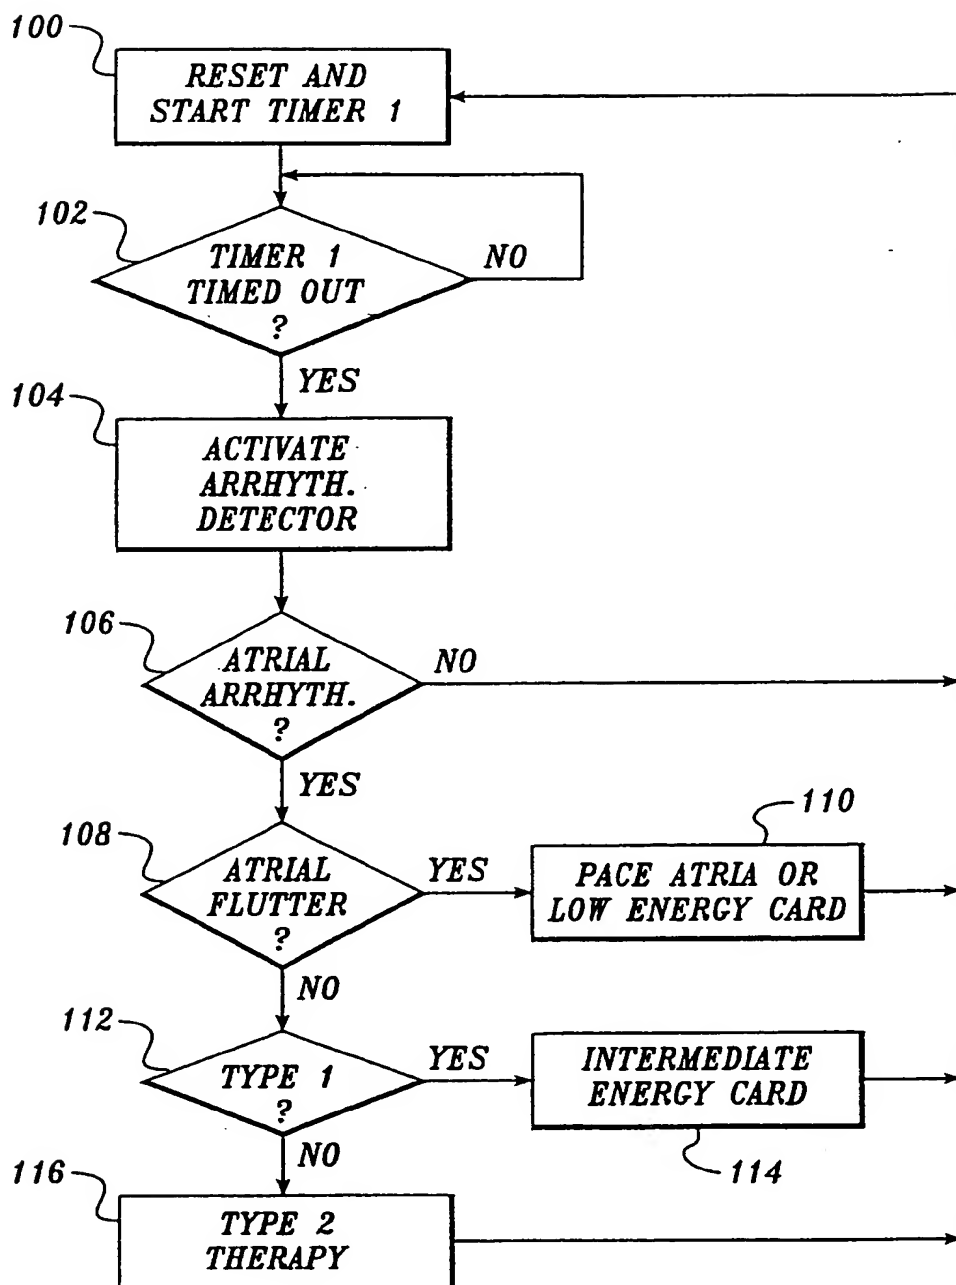 100
RESET AND
START TIMER 1
102
TIMER 1
TIMED OUT
?
NO
YES
104
ACTIVATE
ARRHYTH.
DETECTOR
106
ATRIAL
ARRHYTH.
?
NO
YES
108
ATRIAL
FLUTTER
?
YES
110
PACE ATRIA OR
LOW ENERGY CARD
NO
112
TYPE 1
?
YES
INTERMEDIATE
ENERGY CARD
114
NO
116
TYPE 2
THERAPY